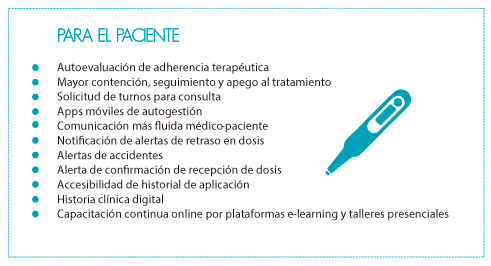 PARA EL PACIENTE
Autoevaluación de adherencia terapéutica
Mayor contención, seguimiento y apego al tratamiento
Solicitud de turnos para consulta
Apps móviles de autogestión
Comunicación más fluida médico-paciente
Notificación de alertas de retraso en dosis
Alertas de accidentes
Alerta de confirmación de recepción de dosis
Accesibilidad de historial de aplicación
Historia clínica digital
Capacitación continua online por plataformas e-learning y talleres presenciales